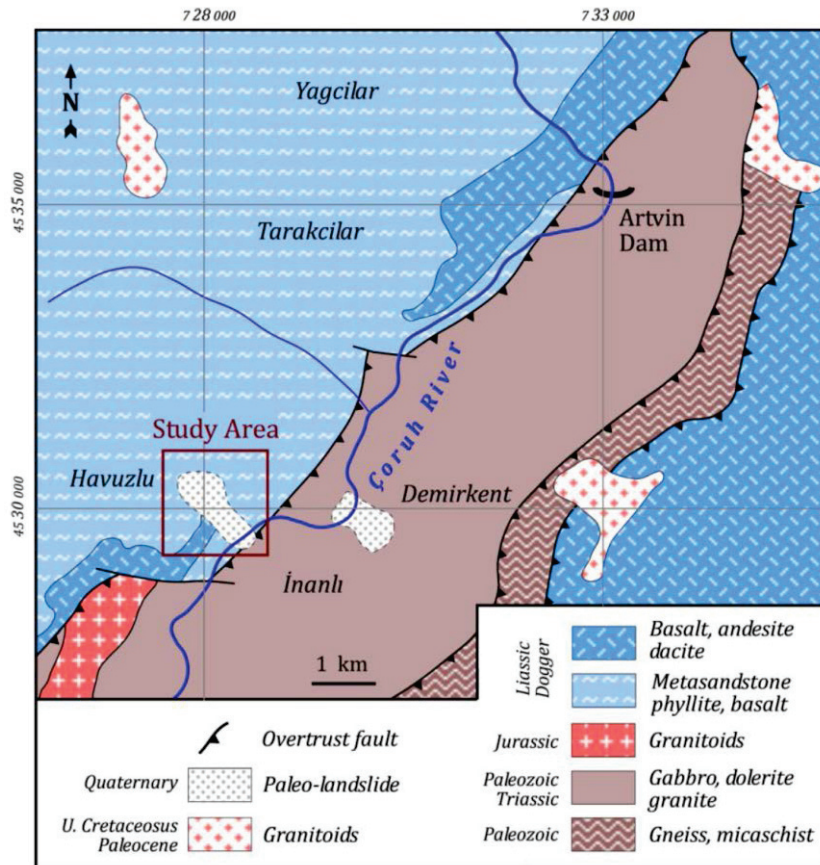 7 28 000
7 33 000
N
Yagcilar
45 35 000
Tarakcilar
Artvin
Dam
Çoruh River
Study Area
Havuzlu
Demirkent
45 30 000
İnanlı
1 km
Overtrust fault
Quaternary
Paleo-landslide
U. Cretaceosus
Paleocene
Granitoids
Liassic
Dogger
Basalt, andesite
dacite
Metasandstone
phyllite, basalt
Jurassic
Granitoids
Paleozoic
Triassic
Gabbro, dolerite
granite
Paleozoic
Gneiss, micaschist